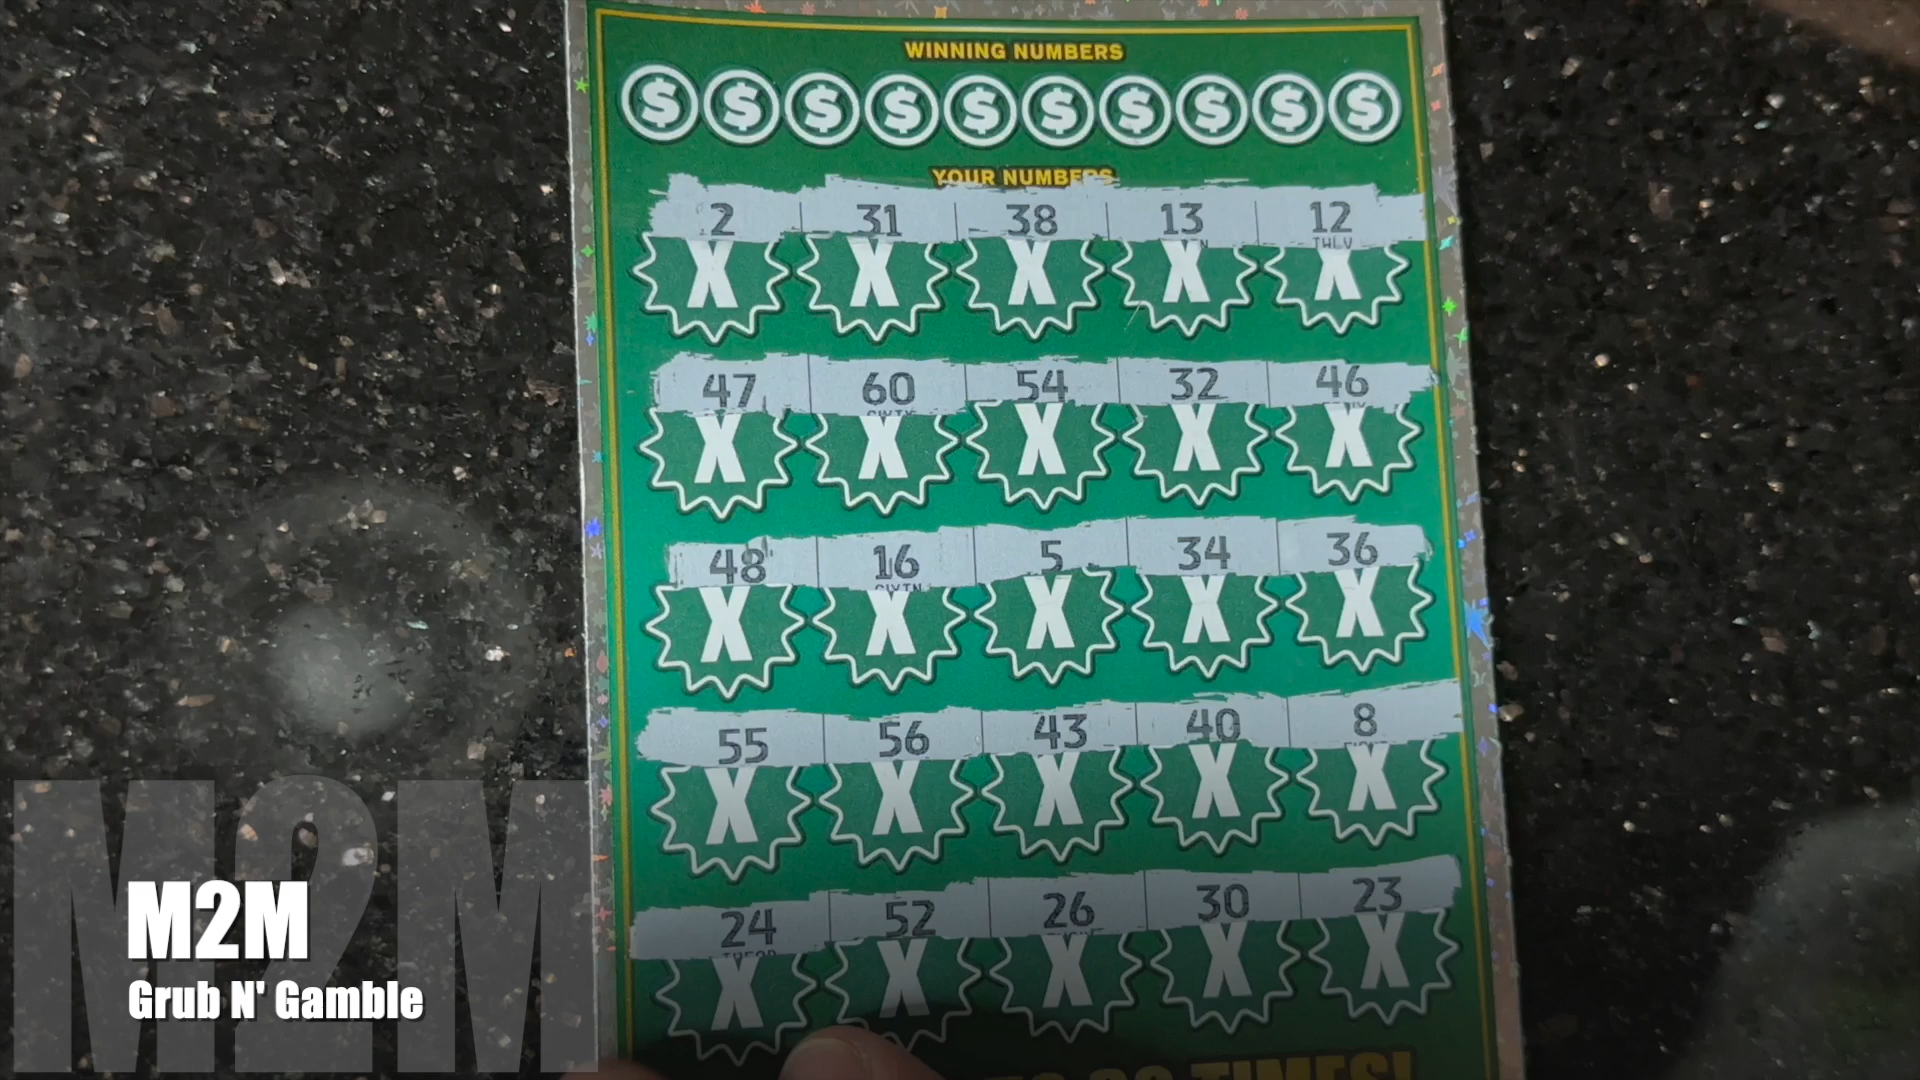 WINNING NUMBERS
$ $ $ $ $ $ $ $ $ $
YOUR NUMBERS
2 31 38 13 12
X X X X X
47 60 54 32 46
X X X X X
48 16 5 34 36
X X X X X
55 56 43 40 8
X X X X X
24 52 26 30 23
X X X X X
TIMES!
M2M
M2M
Grub N' Gamble